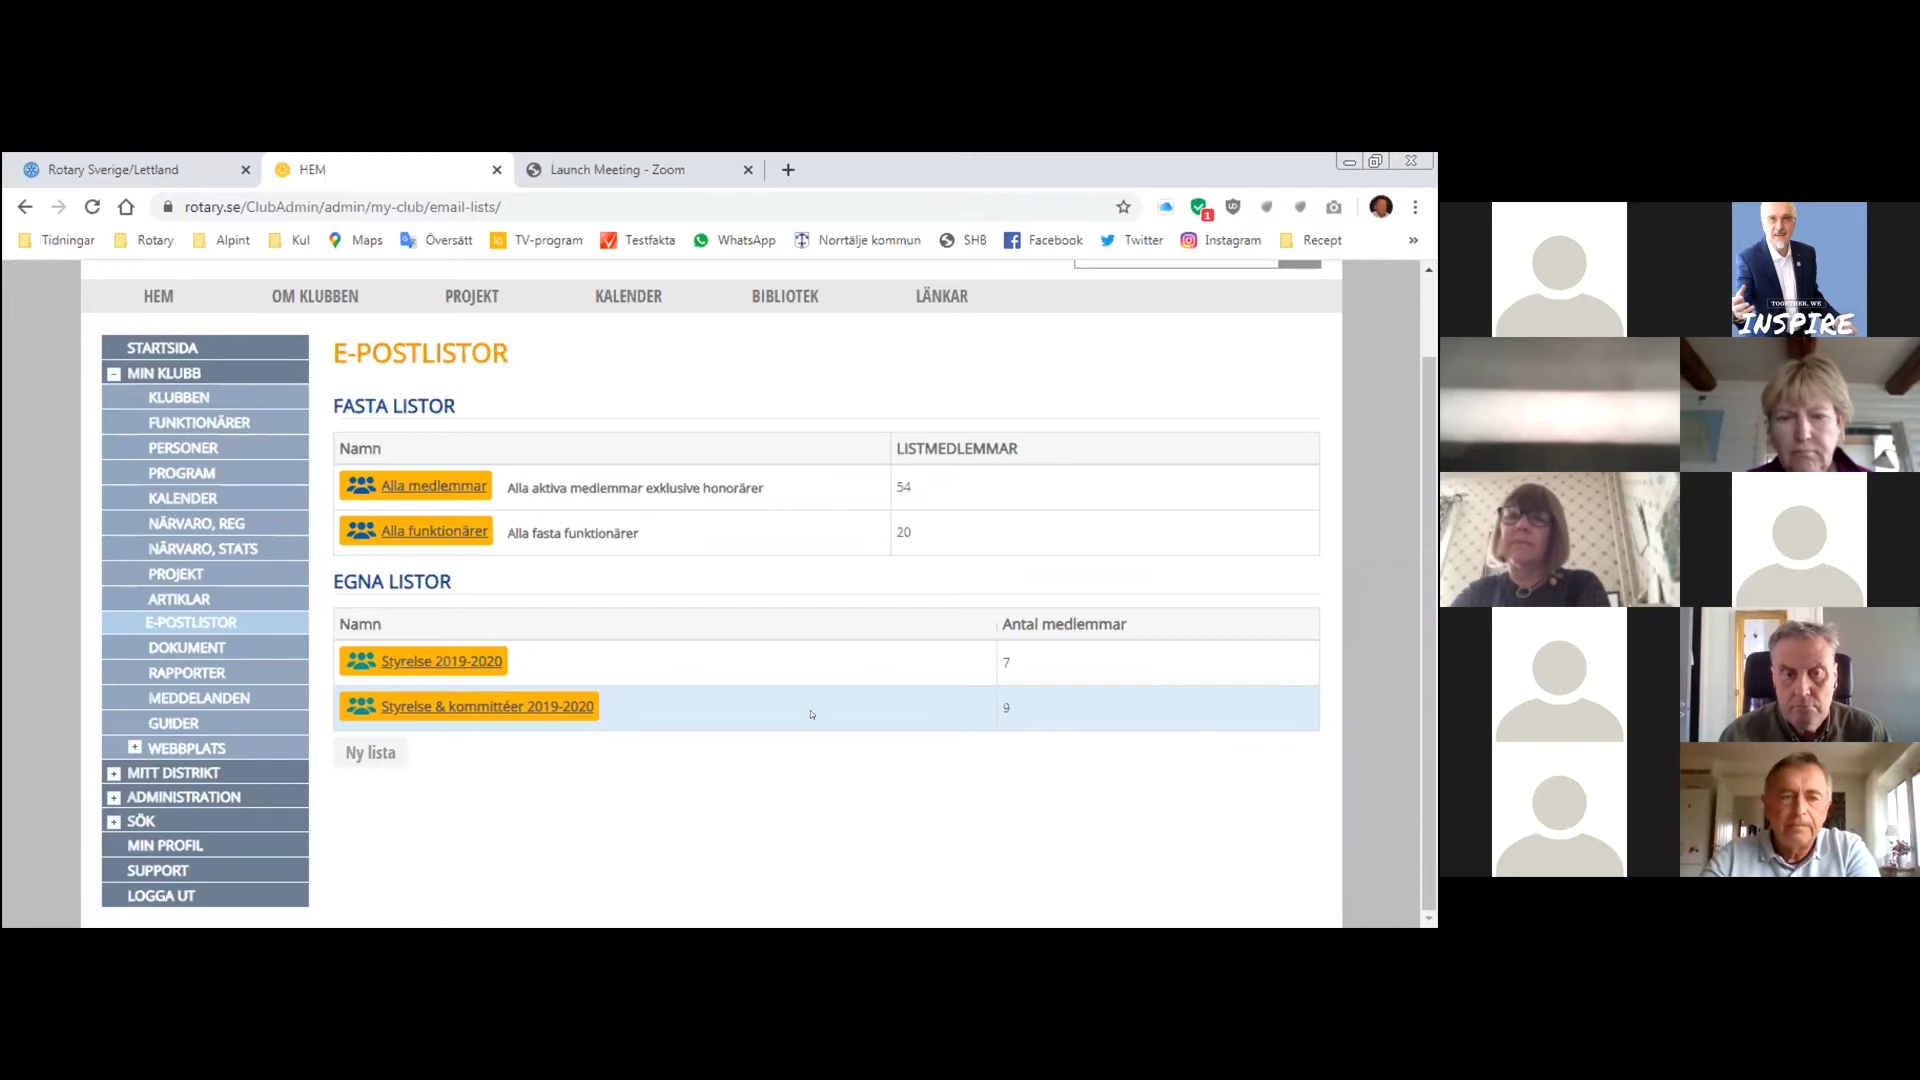 Rotary Sverige/Lettland
HEM
Launch Meeting - Zoom
rotary.se/ClubAdmin/admin/my-club/email-lists/
1
Tidningar Rotary Alpint Kul Maps Översätt TV-program Testfakta WhatsApp Norrtälje kommun SHB Facebook Twitter Instagram Recept »
HEM OM KLUBBEN PROJEKT KALENDER BIBLIOTEK LÄNKAR
STARTSIDA
MIN KLUBB
KLUBBEN
FUNKTIONÄRER
PERSONER
PROGRAM
KALENDER
NÄRVARO, REG
NÄRVARO, STATS
PROJEKT
ARTIKLAR
E-POSTLISTOR
DOKUMENT
RAPPORTER
MEDDELANDEN
GUIDER
WEBBPLATS
MITT DISTRIKT
ADMINISTRATION
SÖK
MIN PROFIL
SUPPORT
LOGGA UT
E-POSTLISTOR
FASTA LISTOR
Namn LISTMEDLEMMAR
Alla medlemmar Alla aktiva medlemmar exklusive honorärer 54
Alla funktionärer Alla fasta funktionärer 20
EGNA LISTOR
Namn Antal medlemmar
Styrelse 2019-2020 7
Styrelse & kommittéer 2019-2020 9
Ny lista
TOGETHER, WE
INSPIRE